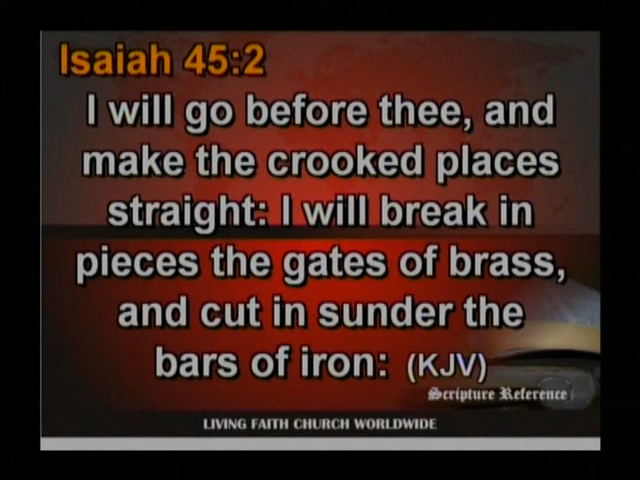 Isaiah 45:2
I will go before thee, and
make the crooked places
straight: I will break in
pieces the gates of brass,
and cut in sunder the
bars of iron: (KJV)
Scripture Reference
LIVING FAITH CHURCH WORLDWIDE